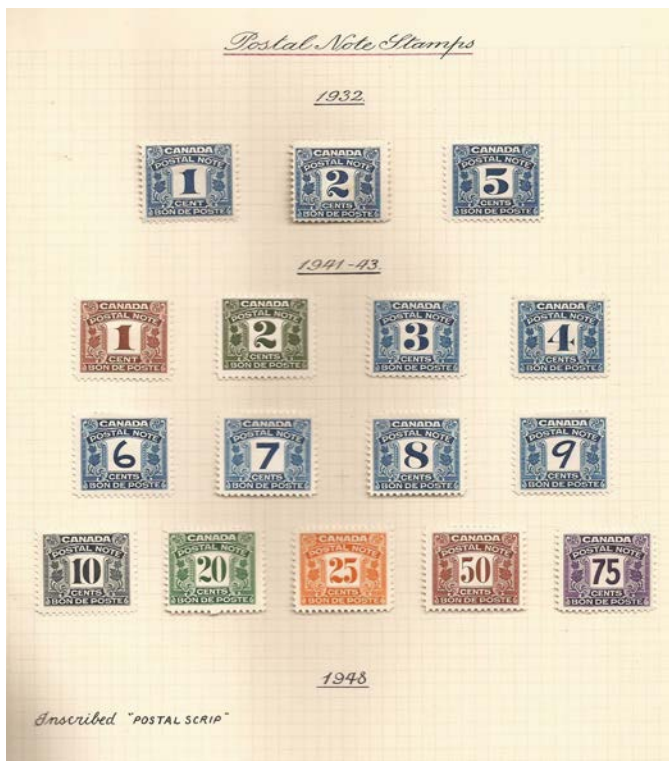 Postal Note Stamps
1932
CANADA CANADA CANADA
POSTAL NOTE POSTAL NOTE POSTAL NOTE
1 2 5
CENT CENTS CENTS
BON DE POSTE BON DE POSTE BON DE POSTE
1941-43.
CANADA CANADA CANADA CANADA
POSTAL NOTE POSTAL NOTE POSTAL NOTE POSTAL NOTE
1 2 3 4
CENT CENTS CENTS CENTS
BON DE POSTE BON DE POSTE BON DE POSTE BON DE POSTE
CANADA CANADA CANADA CANADA
POSTAL NOTE POSTAL NOTE POSTAL NOTE POSTAL NOTE
6 7 8 9
CENTS CENTS CENTS CENTS
BON DE POSTE BON DE POSTE BON DE POSTE BON DE POSTE
CANADA CANADA CANADA CANADA CANADA
POSTAL NOTE POSTAL NOTE POSTAL NOTE POSTAL NOTE POSTAL NOTE
10 20 25 50 75
CENTS CENTS CENTS CENTS CENTS
BON DE POSTE BON DE POSTE BON DE POSTE BON DE POSTE BON DE POSTE
1948
Inscribed "POSTAL SCRIP"